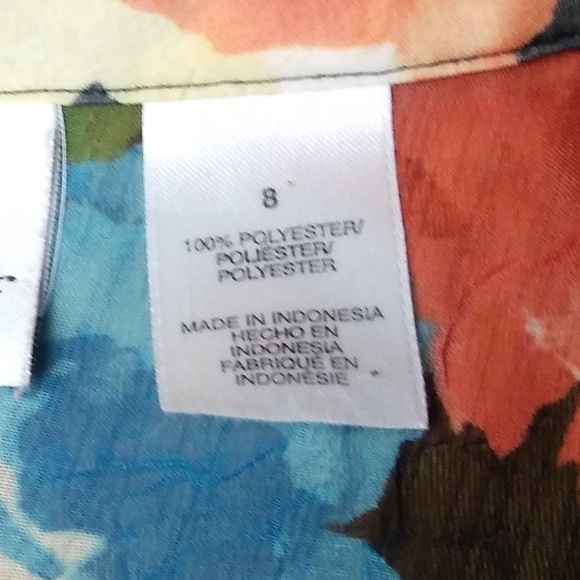 8
100% POLYESTER/
POLIÉSTER/
POLYESTER
MADE IN INDONESIA
HECHO EN
INDONESIA
FABRIQUÉ EN
INDONÉSIE